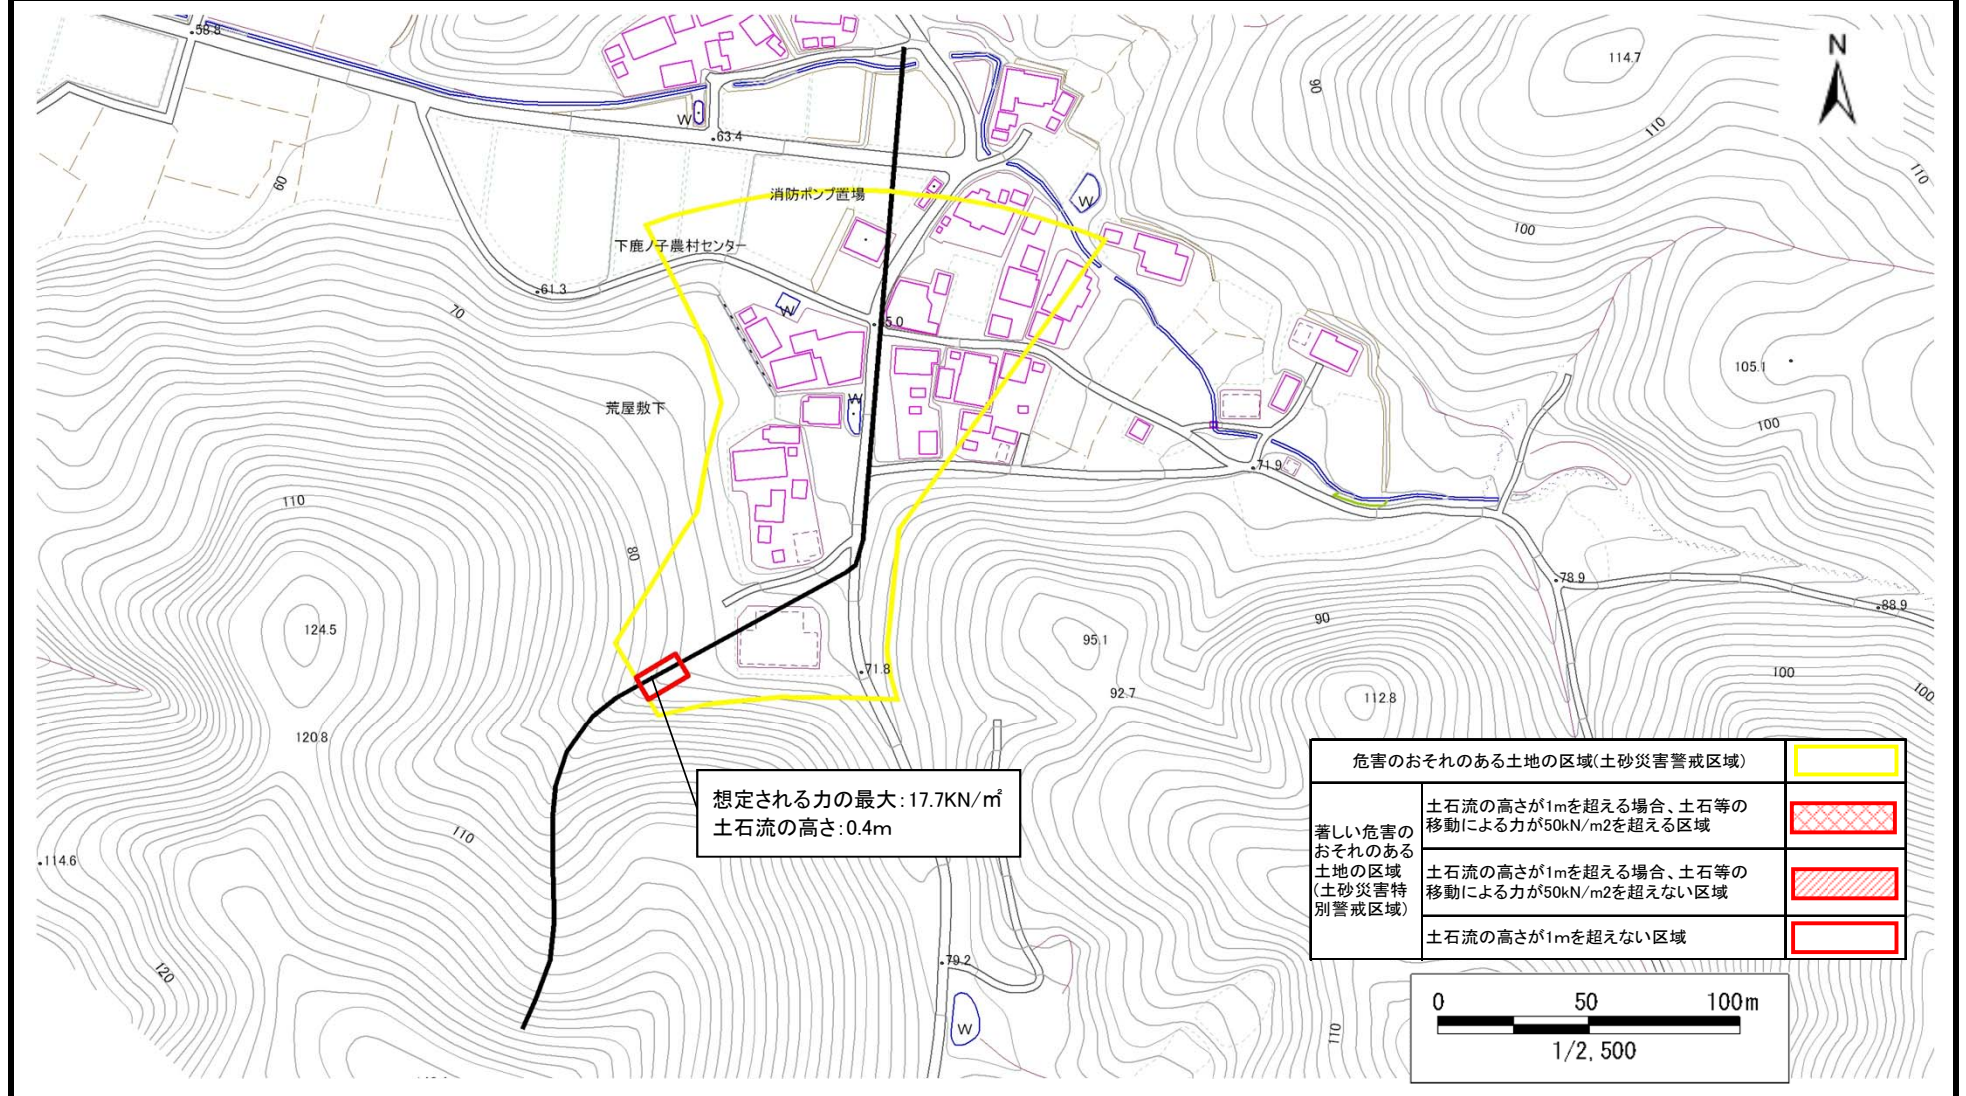 58.8
N
114.7
90
W
63.4
110
110
60
消防ポンプ置場
W
100
下鹿ノ子農村センター
61.3
70
W
65.0
105.1
荒屋敷下
W
100
71.9
110
80
78.9
88.9
124.5
95.1
90
71.8
100
92.7
112.8
100
120.8
危害のおそれのある土地の区域(土砂災害警戒区域)
想定される力の最大:17.7KN/㎡
土石流の高さ:0.4m
著しい危害の
おそれのある
土地の区域
(土砂災害特
別警戒区域)
土石流の高さが1mを超える場合、土石等の
移動による力が50kN/m2を超える区域
土石流の高さが1mを超える場合、土石等の
移動による力が50kN/m2を超えない区域
土石流の高さが1mを超えない区域
110
114.6
120
79.2
W
110
0 50 100m
1/2,500